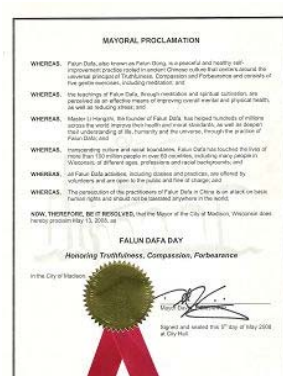 MAYORAL PROCLAMATION
WHEREAS, Falun Dafa, also known as Falun Gong, is a peaceful and healthy self-
improvement practice rooted in ancient Chinese culture that centers around the
universal principal of Truthfulness, Compassion and Forbearance and consists of
five gentle exercises, including meditation; and
WHEREAS, the teachings of Falun Dafa, through meditation and spiritual cultivation, are
perceived as an effective means of improving overall mental and physical health,
as well as reducing stress; and
WHEREAS, Master Li Hongzhi, the founder of Falun Dafa, has helped hundreds of millions
across the world improve their health and moral standards, as well as deepen
their understanding of life, humanity and the universe, through the practice of
Falun Dafa; and
WHEREAS, transcending culture and racial boundaries, Falun Dafa has touched the lives of
more than 100 million people in over 60 countries, including many people in
Wisconsin, of different ages, professions and racial backgrounds; and
WHEREAS, all Falun Dafa activities, including classes and practices, are offered by
volunteers and are open to the public and free of charge; and
WHEREAS, The persecution of the practitioners of Falun Dafa in China is an attack on basic
human rights and should not be tolerated anywhere in the world;
NOW, THEREFORE, BE IT RESOLVED, that the Mayor of the City of Madison, Wisconsin does
hereby proclaim May 13, 2008, as
FALUN DAFA DAY
Honoring Truthfulness, Compassion, Forbearance
in the City of Madison
Mayor
Signed and sealed this 5th day of May 2008
at City Hall.